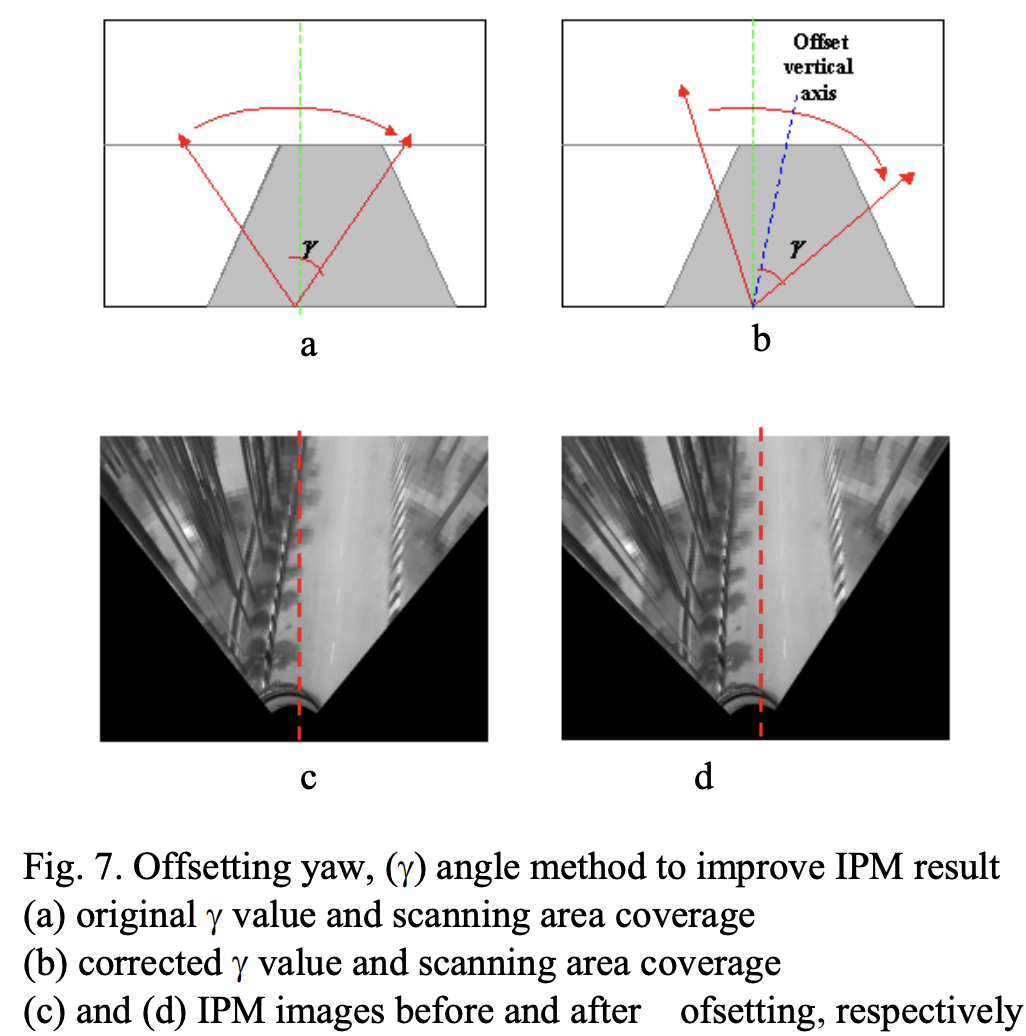 Offset
vertical
axis
γ
γ
a
b
c
d
Fig. 7. Offsetting yaw, (γ) angle method to improve IPM result
(a) original γ value and scanning area coverage
(b) corrected γ value and scanning area coverage
(c) and (d) IPM images before and after ofsetting, respectively